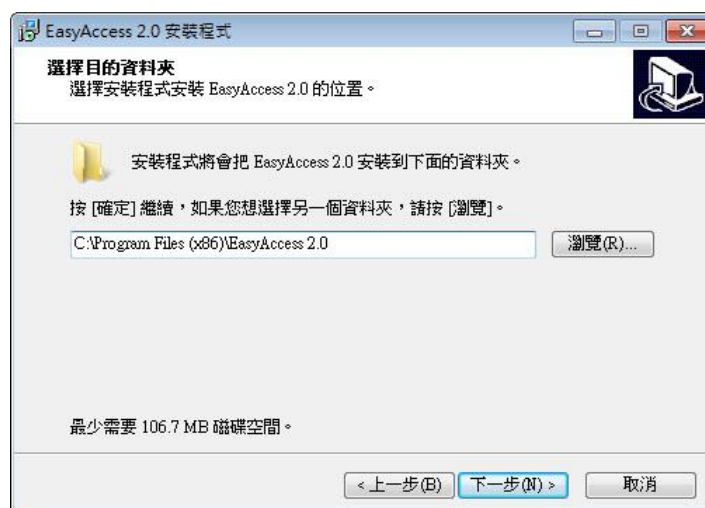 EasyAccess 2.0 安裝程式
選擇目的資料夾
選擇安裝程式安裝 EasyAccess 2.0 的位置。
安裝程式將會把 EasyAccess 2.0 安裝到下面的資料夾。
按 [確定] 繼續，如果您想選擇另一個資料夾，請按 [瀏覽]。
C:\Program Files (x86)\EasyAccess 2.0
瀏覽(R)...
最少需要 106.7 MB 磁碟空間。
< 上一步(B)
下一步(N) >
取消